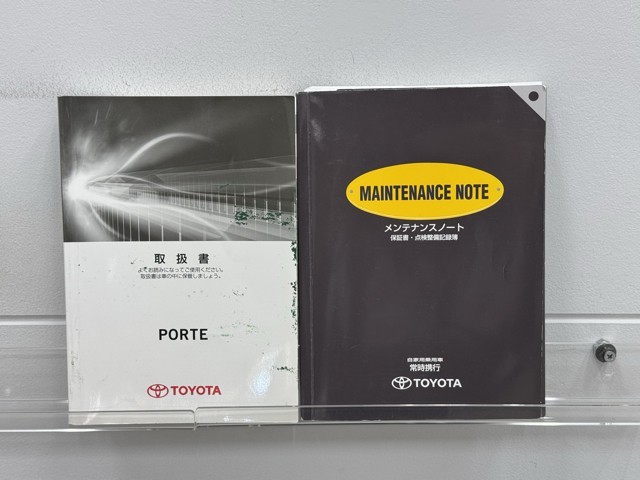 取扱書
よくお読みになってご使用ください。
取扱書は車の中に保管しましょう。
PORTE
TOYOTA
MAINTENANCE NOTE
メンテナンスノート
保証書・点検整備記録簿
自家用乗用車
常時携行
TOYOTA